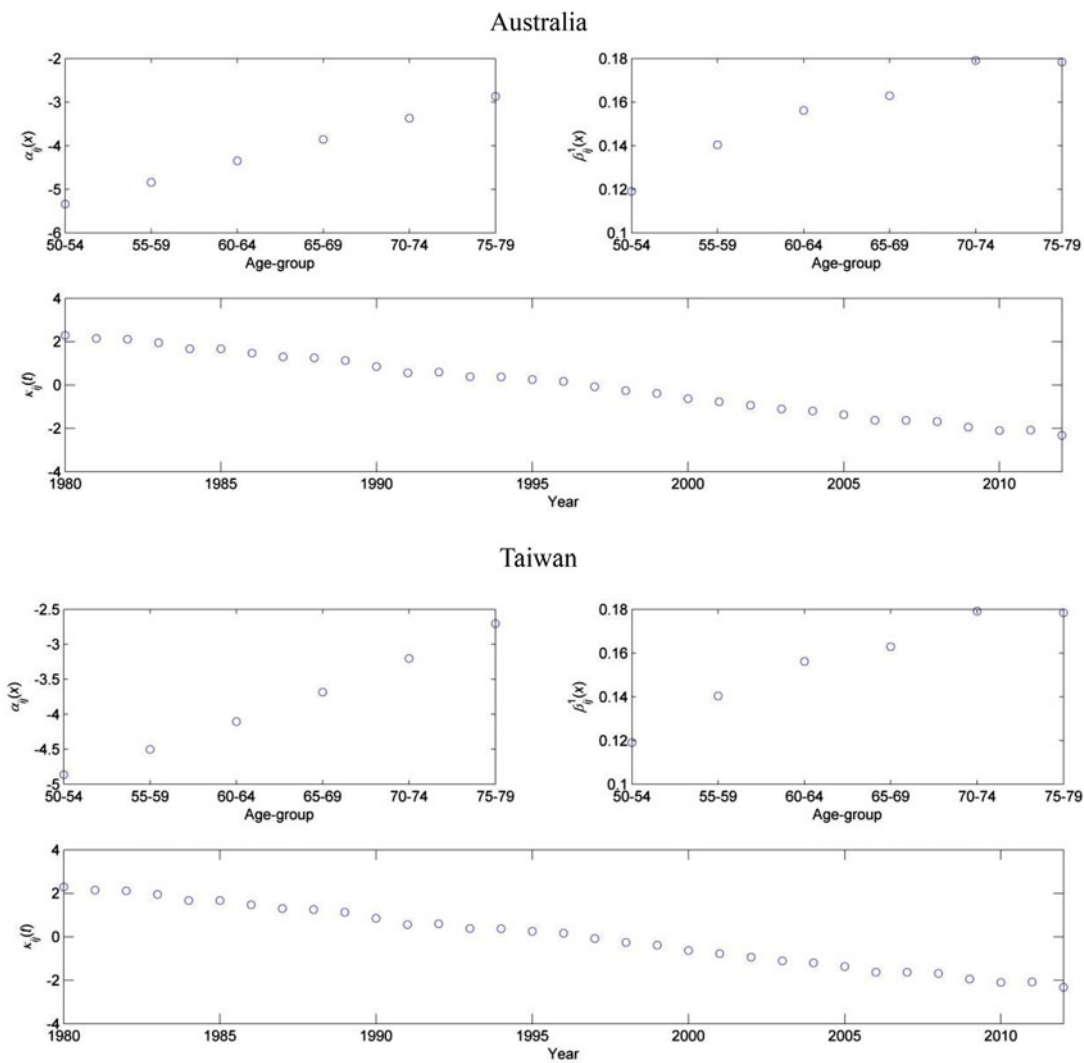 Australia
-2
-3
-4
-5
-6
αij(x)
50-54 55-59 60-64 65-69 70-74 75-79
Age-group
0.18
0.16
0.14
0.12
0.1
β¹ij(x)
50-54 55-59 60-64 65-69 70-74 75-79
Age-group
4
2
0
-2
-4
κij(t)
1980 1985 1990 1995 2000 2005 2010
Year
Taiwan
-2.5
-3
-3.5
-4
-4.5
-5
αij(x)
50-54 55-59 60-64 65-69 70-74 75-79
Age-group
0.18
0.16
0.14
0.12
0.1
β¹ij(x)
50-54 55-59 60-64 65-69 70-74 75-79
Age-group
4
2
0
-2
-4
κij(t)
1980 1985 1990 1995 2000 2005 2010
Year